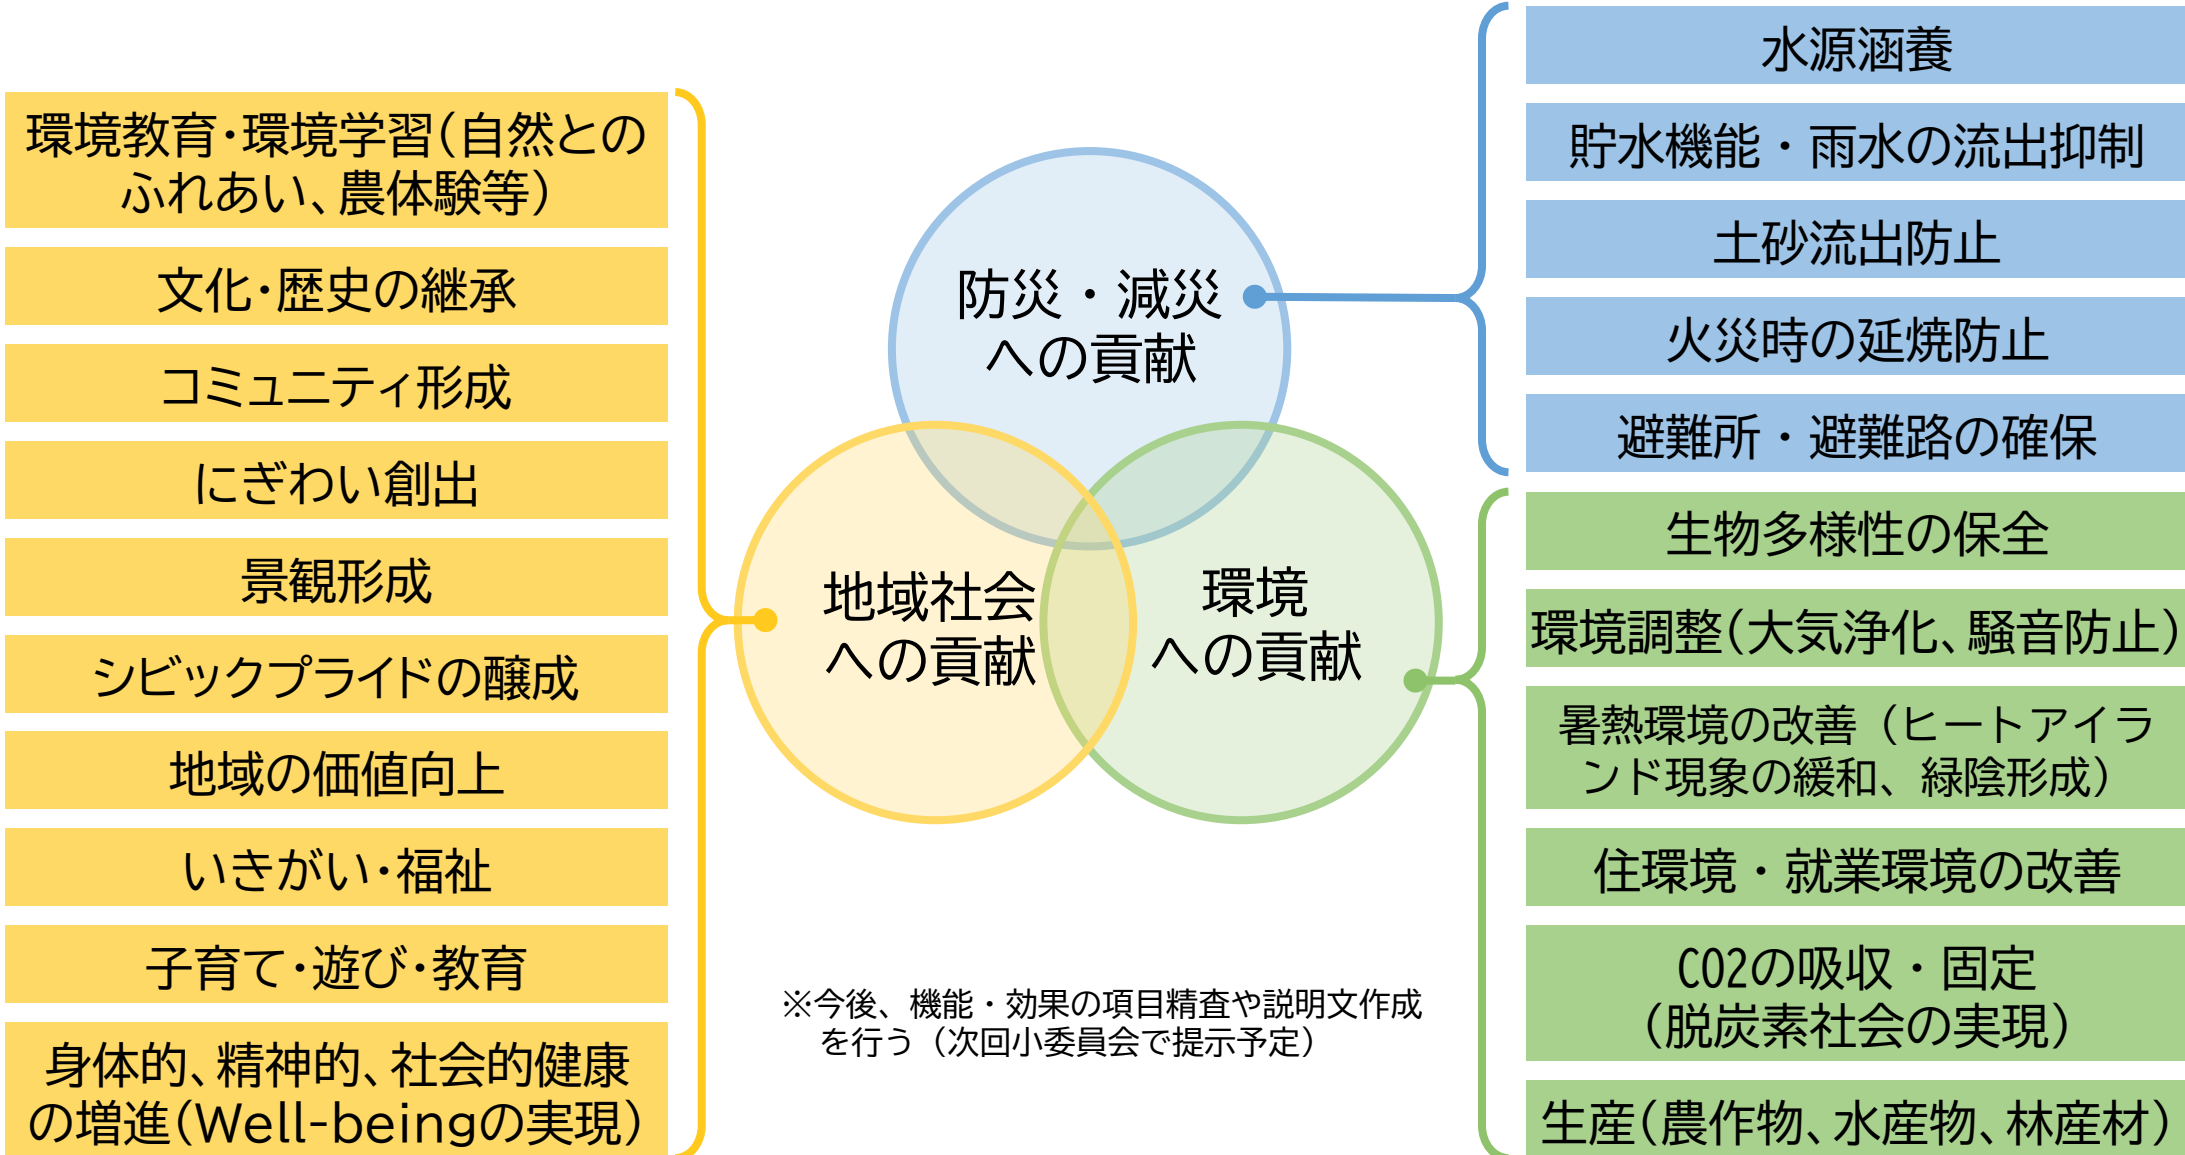 環境教育・環境学習(自然との
ふれあい、農体験等)
文化・歴史の継承
コミュニティ形成
にぎわい創出
景観形成
シビックプライドの醸成
地域の価値向上
いきがい・福祉
子育て・遊び・教育
身体的、精神的、社会的健康
の増進(Well-beingの実現)
防災・減災
への貢献
地域社会
への貢献
環境
への貢献
※今後、機能・効果の項目精査や説明文作成
を行う（次回小委員会で提示予定）
水源涵養
貯水機能・雨水の流出抑制
土砂流出防止
火災時の延焼防止
避難所・避難路の確保
生物多様性の保全
環境調整(大気浄化、騒音防止)
暑熱環境の改善（ヒートアイラ
ンド現象の緩和、緑陰形成）
住環境・就業環境の改善
CO2の吸収・固定
（脱炭素社会の実現）
生産(農作物、水産物、林産材)